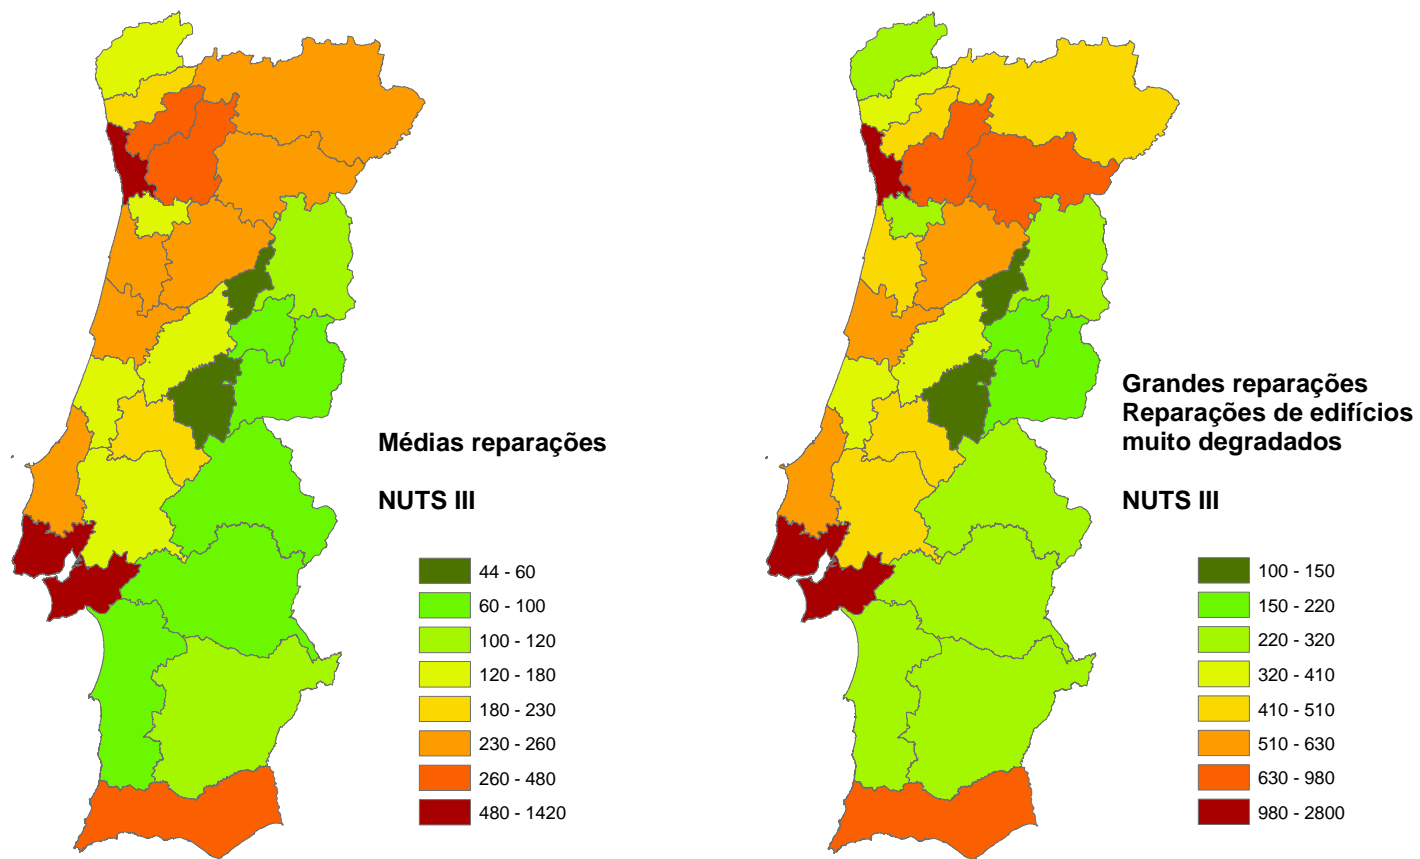 Médias reparações
NUTS III
44 - 60
60 - 100
100 - 120
120 - 180
180 - 230
230 - 260
260 - 480
480 - 1420
Grandes reparações
Reparações de edifícios
muito degradados
NUTS III
100 - 150
150 - 220
220 - 320
320 - 410
410 - 510
510 - 630
630 - 980
980 - 2800